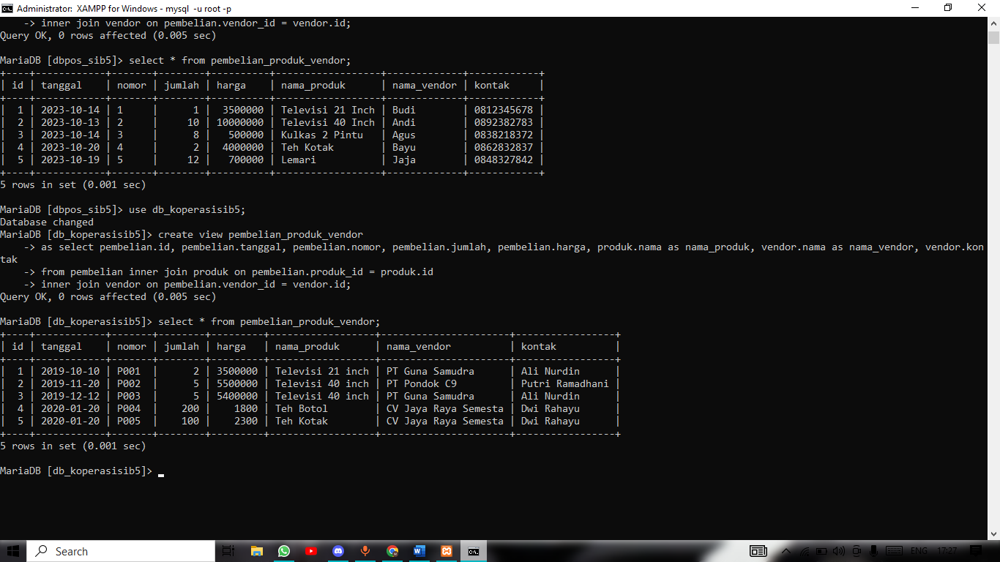 Administrator: XAMPP for Windows - mysql -u root -p
    -> inner join vendor on pembelian.vendor_id = vendor.id;
Query OK, 0 rows affected (0.005 sec)
MariaDB [dbpos_sib5]> select * from pembelian_produk_vendor;
+----+------------+-------+--------+----------+------------------+-------------+------------+
| id | tanggal    | nomor | jumlah | harga    | nama_produk      | nama_vendor | kontak     |
+----+------------+-------+--------+----------+------------------+-------------+------------+
|  1 | 2023-10-14 | 1     |      1 |  3500000 | Televisi 21 Inch | Budi        | 0812345678 |
|  2 | 2023-10-13 | 2     |     10 | 10000000 | Televisi 40 Inch | Andi        | 0892382783 |
|  3 | 2023-10-14 | 3     |      8 |   500000 | Kulkas 2 Pintu   | Agus        | 0838218372 |
|  4 | 2023-10-20 | 4     |      2 |  4000000 | Teh Kotak        | Bayu        | 0862832837 |
|  5 | 2023-10-19 | 5     |     12 |   700000 | Lemari           | Jaja        | 0848327842 |
+----+------------+-------+--------+----------+------------------+-------------+------------+
5 rows in set (0.001 sec)
MariaDB [dbpos_sib5]> use db_koperasisib5;
Database changed
MariaDB [db_koperasisib5]> create view pembelian_produk_vendor
    -> as select pembelian.id, pembelian.tanggal, pembelian.nomor, pembelian.jumlah, pembelian.harga, produk.nama as nama_produk, vendor.nama as nama_vendor, vendor.kon
tak
    -> from pembelian inner join produk on pembelian.produk_id = produk.id
    -> inner join vendor on pembelian.vendor_id = vendor.id;
Query OK, 0 rows affected (0.005 sec)
MariaDB [db_koperasisib5]> select * from pembelian_produk_vendor;
+----+------------+-------+--------+---------+------------------+----------------------+-----------------+
| id | tanggal    | nomor | jumlah | harga   | nama_produk      | nama_vendor          | kontak          |
+----+------------+-------+--------+---------+------------------+----------------------+-----------------+
|  1 | 2019-10-10 | P001  |      2 | 3500000 | Televisi 21 inch | PT Guna Samudra      | Ali Nurdin      |
|  2 | 2019-11-20 | P002  |      5 | 5500000 | Televisi 40 inch | PT Pondok C9         | Putri Ramadhani |
|  3 | 2019-12-12 | P003  |      5 | 5400000 | Televisi 40 inch | PT Guna Samudra      | Ali Nurdin      |
|  4 | 2020-01-20 | P004  |    200 |    1800 | Teh Botol        | CV Jaya Raya Semesta | Dwi Rahayu      |
|  5 | 2020-01-20 | P005  |    100 |    2300 | Teh Kotak        | CV Jaya Raya Semesta | Dwi Rahayu      |
+----+------------+-------+--------+---------+------------------+----------------------+-----------------+
5 rows in set (0.001 sec)
MariaDB [db_koperasisib5]>
Search
ENG 17:27